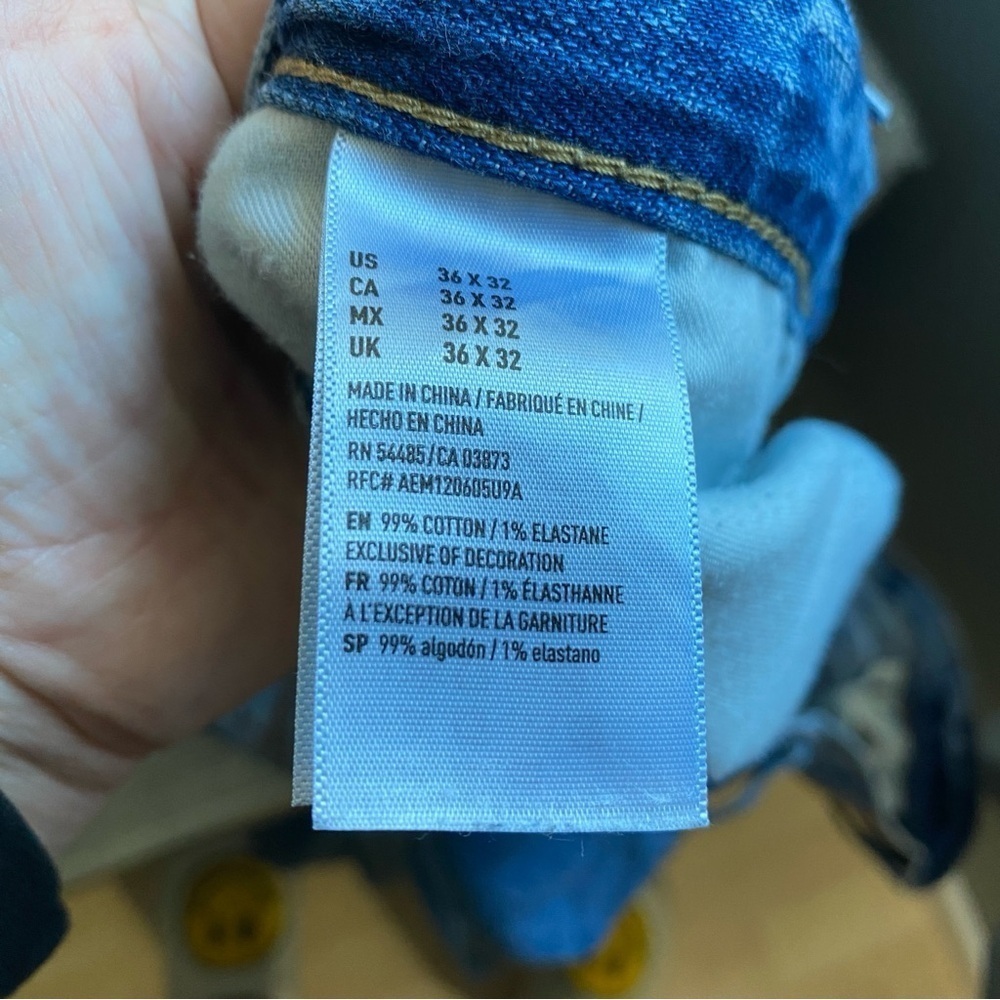 US 36 X 32
CA 36 X 32
MX 36 X 32
UK 36 X 32
MADE IN CHINA / FABRIQUÉ EN CHINE /
HECHO EN CHINA
RN 54485/CA 03873
RFC# AEM120605U9A
EN 99% COTTON / 1% ELASTANE
EXCLUSIVE OF DECORATION
FR 99% COTON / 1% ÉLASTHANNE
À L'EXCEPTION DE LA GARNITURE
SP 99% algodón / 1% elastano